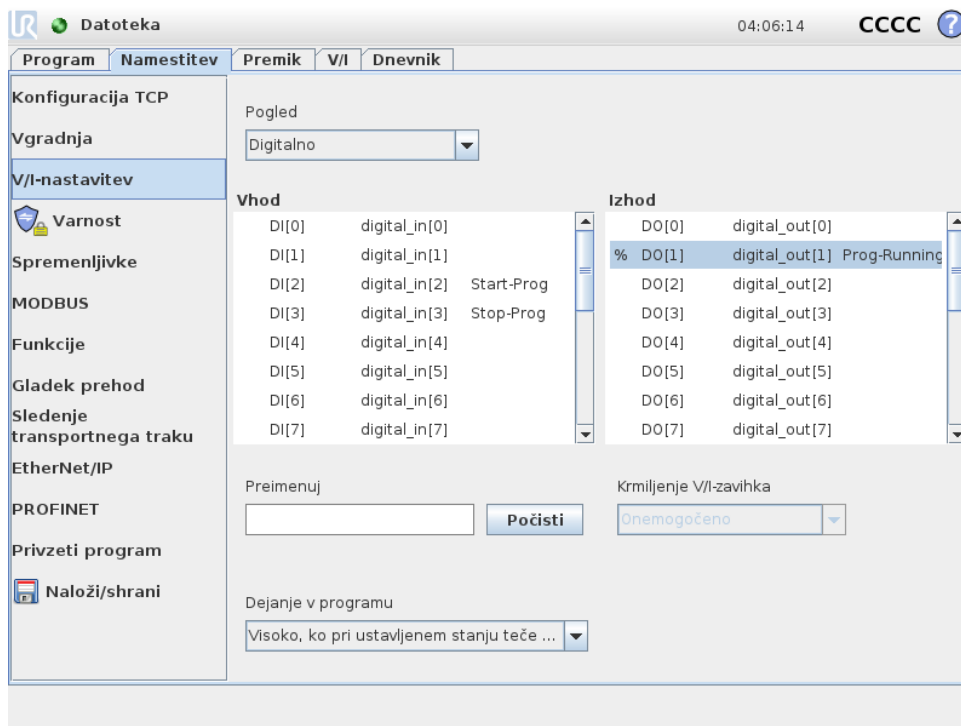 UR Datoteka 04:06:14 CCCC ?
Program Namestitev Premik V/I Dnevnik
Konfiguracija TCP
Vgradnja
V/I-nastavitev
Varnost
Spremenljivke
MODBUS
Funkcije
Gladek prehod
Sledenje
transportnega traku
EtherNet/IP
PROFINET
Privzeti program
Naloži/shrani
Pogled
Digitalno
Vhod
DI[0] digital_in[0]
DI[1] digital_in[1]
DI[2] digital_in[2] Start-Prog
DI[3] digital_in[3] Stop-Prog
DI[4] digital_in[4]
DI[5] digital_in[5]
DI[6] digital_in[6]
DI[7] digital_in[7]
Izhod
DO[0] digital_out[0]
% DO[1] digital_out[1] Prog-Running
DO[2] digital_out[2]
DO[3] digital_out[3]
DO[4] digital_out[4]
DO[5] digital_out[5]
DO[6] digital_out[6]
DO[7] digital_out[7]
Preimenuj
Počisti
Krmiljenje V/I-zavihka
Onemogočeno
Dejanje v programu
Visoko, ko pri ustavljenem stanju teče ...